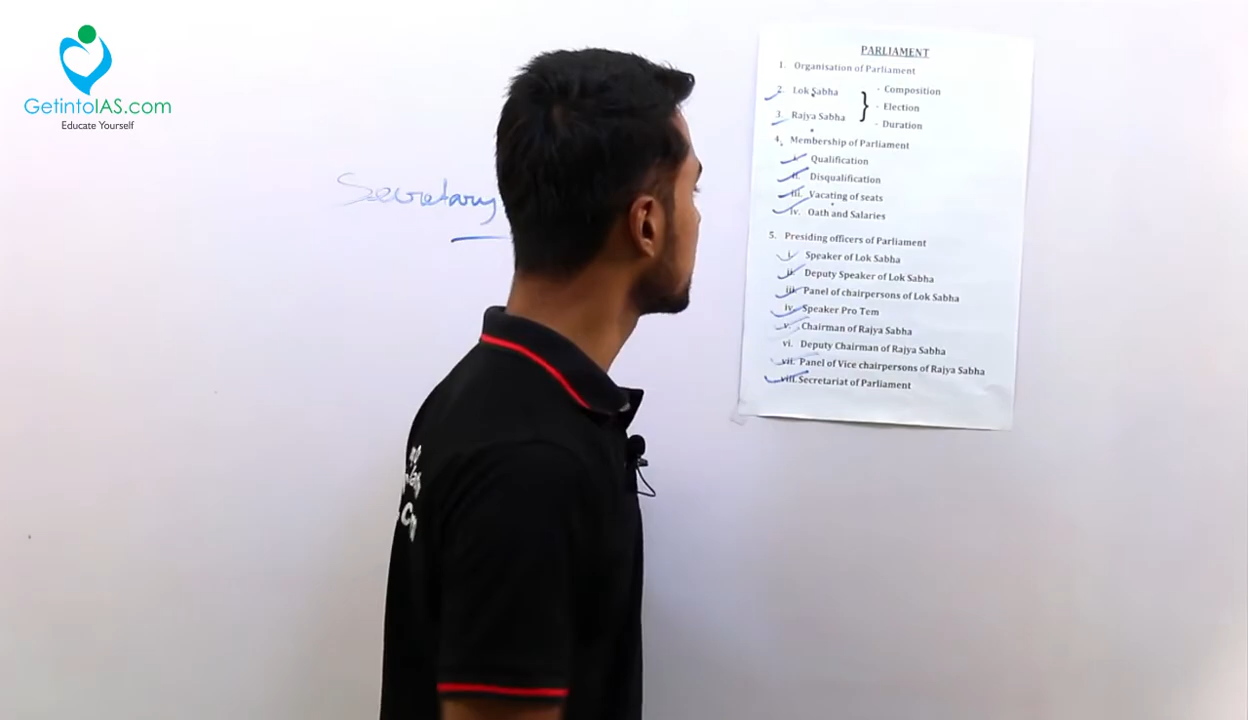 GetintoIAS.com
Educate Yourself
Secretary
PARLIAMENT
1. Organisation of Parliament
2. Lok Sabha
3. Rajya Sabha
- Composition
- Election
- Duration
4. Membership of Parliament
i. Qualification
ii. Disqualification
iii. Vacating of seats
iv. Oath and Salaries
5. Presiding officers of Parliament
i. Speaker of Lok Sabha
ii. Deputy Speaker of Lok Sabha
iii. Panel of chairpersons of Lok Sabha
iv. Speaker Pro Tem
v. Chairman of Rajya Sabha
vi. Deputy Chairman of Rajya Sabha
vii. Panel of Vice chairpersons of Rajya Sabha
viii. Secretariat of Parliament